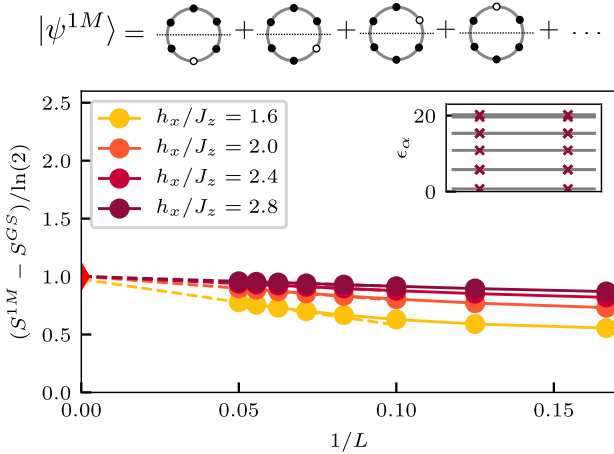 |ψ^{1M}⟩ = + + + + ...
2.5
2.0
1.5
1.0
0.5
0.0
(S^{1M} − S^{GS})/ln(2)
h_x/J_z = 1.6
h_x/J_z = 2.0
h_x/J_z = 2.4
h_x/J_z = 2.8
20
0
ϵ_α
0.00 0.05 0.10 0.15
1/L